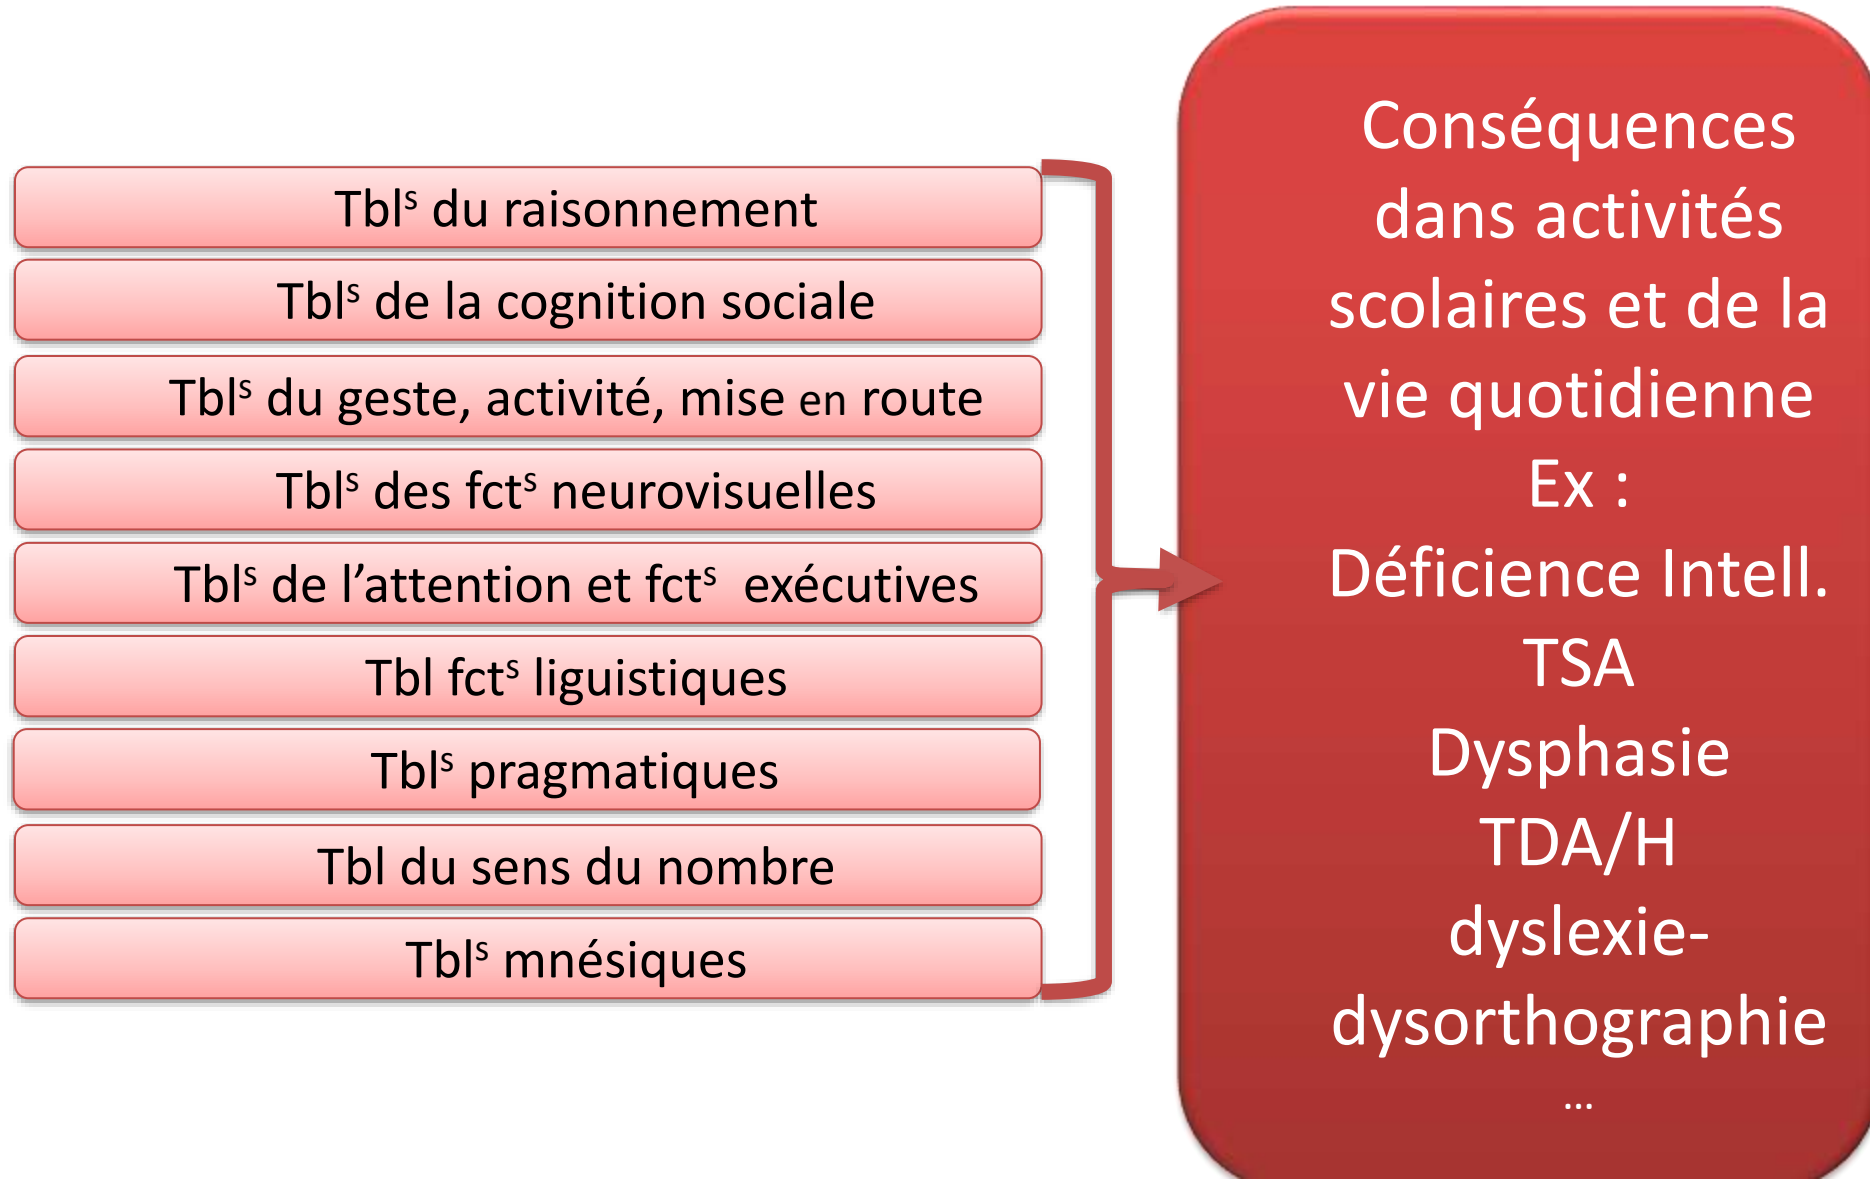 Tblˢ du raisonnement
Tblˢ de la cognition sociale
Tblˢ du geste, activité, mise en route
Tblˢ des fctˢ neurovisuelles
Tblˢ de l’attention et fctˢ exécutives
Tbl fctˢ liguistiques
Tblˢ pragmatiques
Tbl du sens du nombre
Tblˢ mnésiques
Conséquences
dans activités
scolaires et de la
vie quotidienne
Ex :
Déficience Intell.
TSA
Dysphasie
TDA/H
dyslexie-
dysorthographie
...